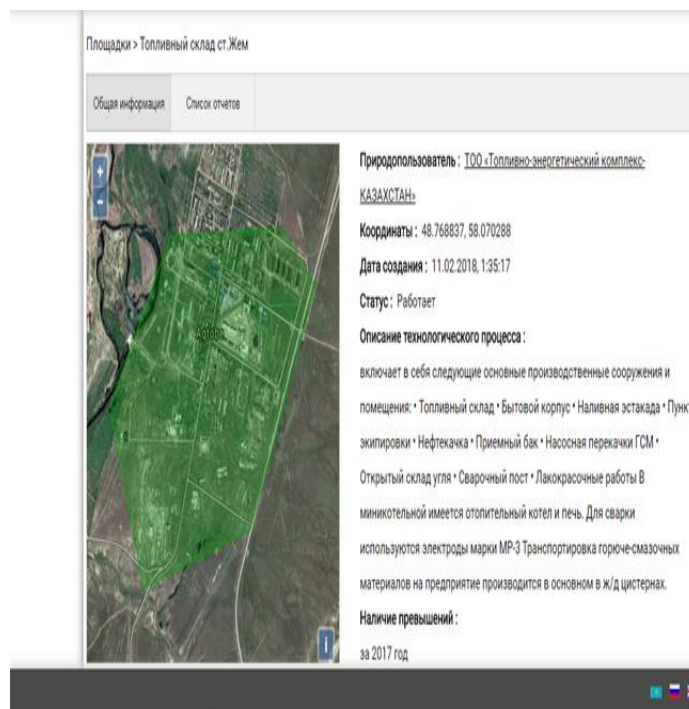 Площадки > Топливный склад ст.Жем
Общая информация
Список отчетов
+
-
i
Природопользователь : ТОО «Топливно-энергетический комплекс-
КАЗАХСТАН»
Координаты : 48.768837, 58.070288
Дата создания : 11.02.2018, 1:35:17
Статус : Работает
Описание технологического процесса :
включает в себя следующие основные производственные сооружения и
помещения: • Топливный склад • Бытовой корпус • Наливная эстакада • Пунк
экипировки • Нефтекачка • Приемный бак • Насосная перекачки ГСМ •
Открытый склад угля • Сварочный пост • Лакокрасочные работы В
миникотельной имеется отопительный котел и печь. Для сварки
используются электроды марки МР-3 Транспортировка горюче-смазочных
материалов на предприятие производится в основном в ж/д цистернах.
Наличие превышений :
за 2017 год